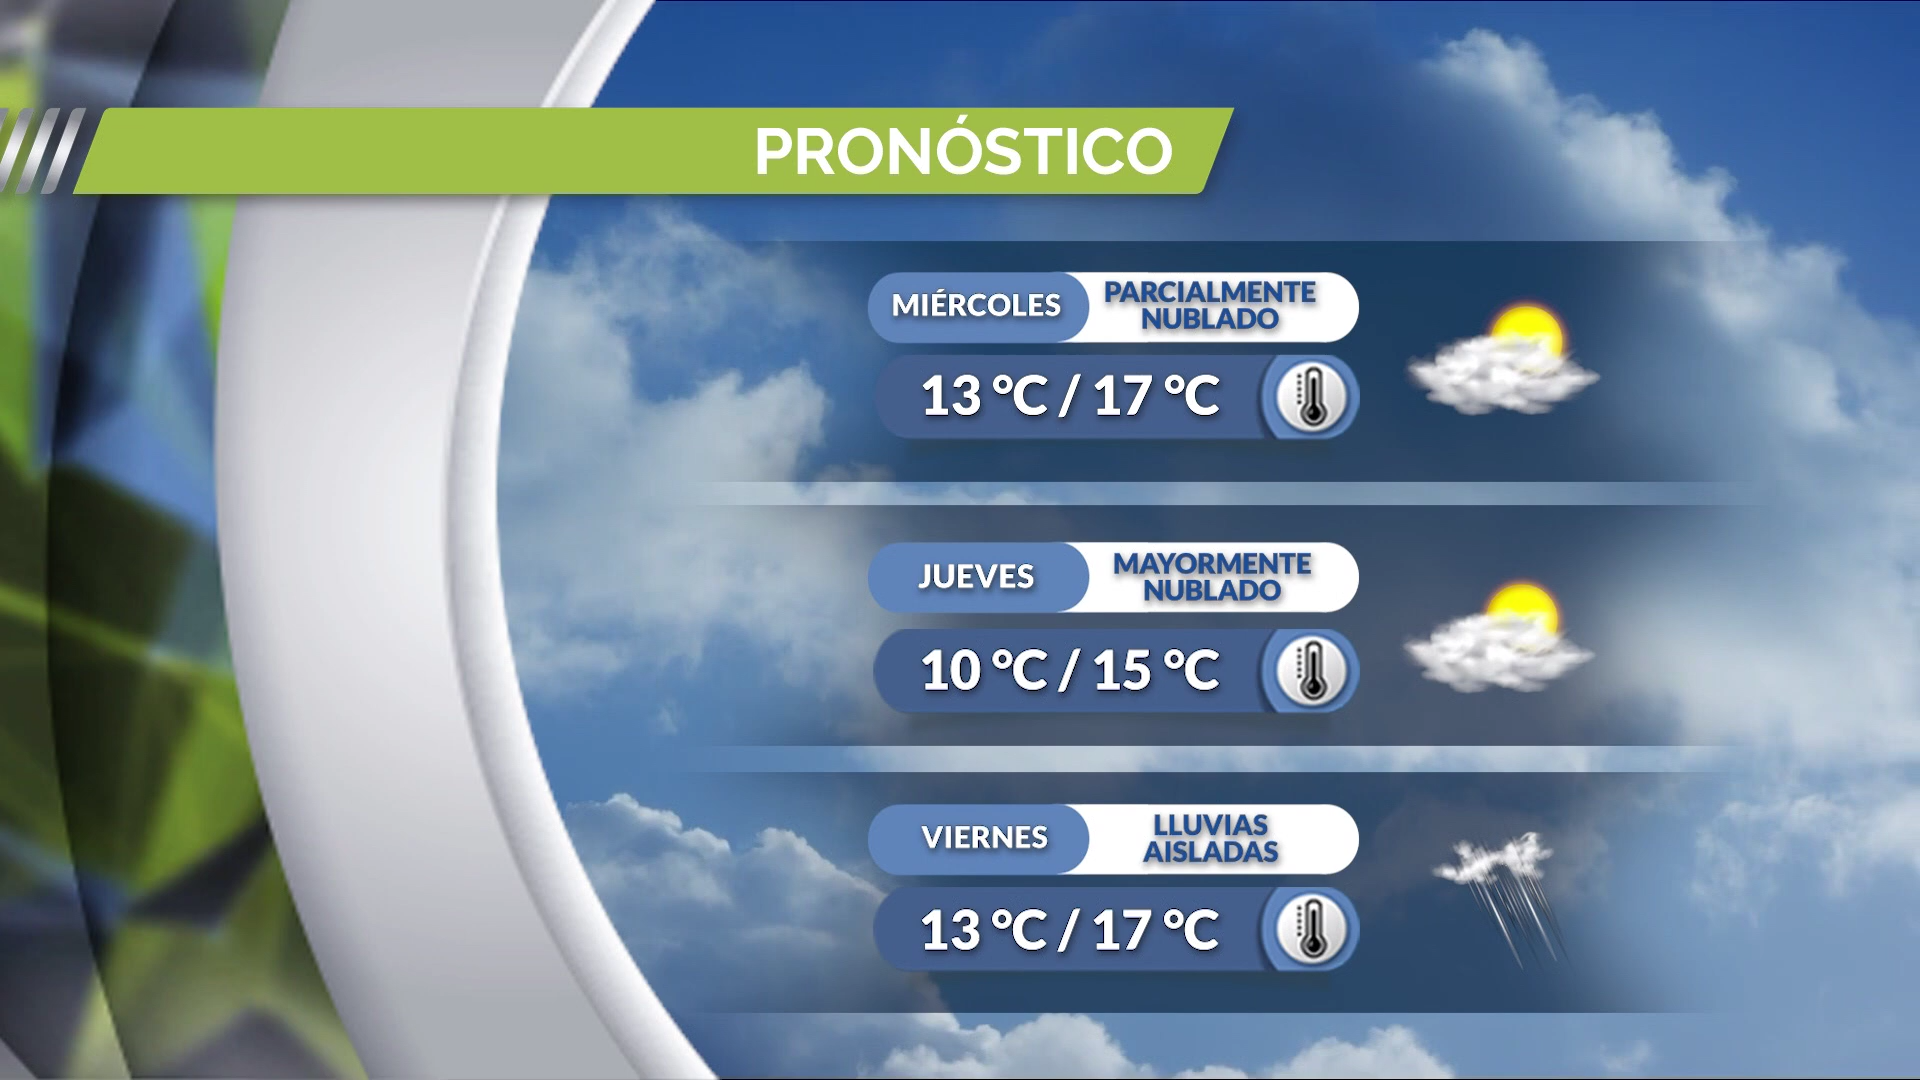 PRONÓSTICO
MIÉRCOLES
PARCIALMENTE
NUBLADO
13 °C / 17 °C
JUEVES
MAYORMENTE
NUBLADO
10 °C / 15 °C
VIERNES
LLUVIAS
AISLADAS
13 °C / 17 °C